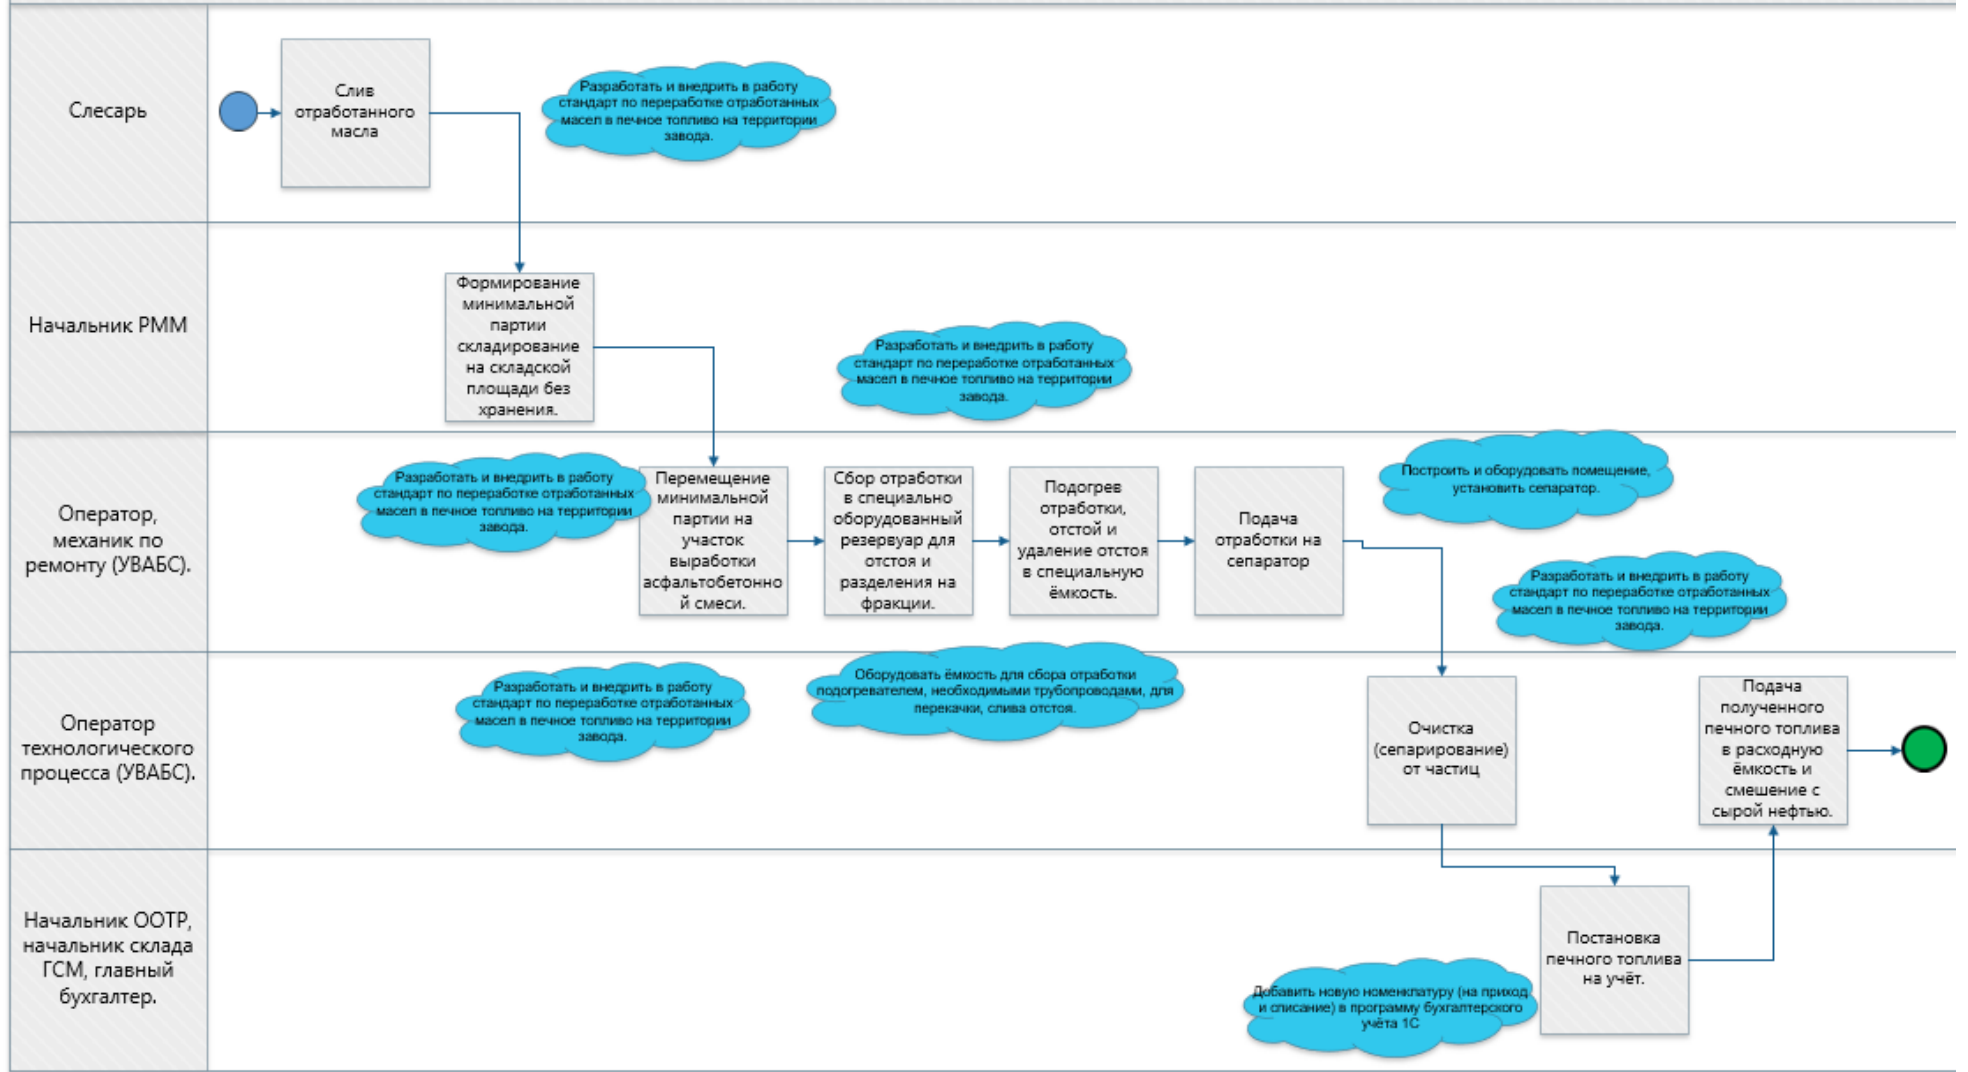 Слесарь
Слив
отработанного
масла
Разработать и внедрить в работу
стандарт по переработке отработанных
масел в печное топливо на территории
завода.
Начальник РММ
Формирование
минимальной
партии
складирование
на складской
площади без
хранения.
Разработать и внедрить в работу
стандарт по переработке отработанных
масел в печное топливо на территории
завода.
Оператор,
механик по
ремонту (УВАБС).
Разработать и внедрить в работу
стандарт по переработке отработанных
масел в печное топливо на территории
завода.
Перемещение
минимальной
партии на
участок
выработки
асфальтобетонно
й смеси.
Сбор отработки
в специально
оборудованный
резервуар для
отстоя и
разделения на
фракции.
Подогрев
отработки,
отстой и
удаление отстоя
в специальную
ёмкость.
Подача
отработки на
сепаратор
Построить и оборудовать помещение,
установить сепаратор.
Разработать и внедрить в работу
стандарт по переработке отработанных
масел в печное топливо на территории
завода.
Оператор
технологического
процесса (УВАБС).
Разработать и внедрить в работу
стандарт по переработке отработанных
масел в печное топливо на территории
завода.
Оборудовать ёмкость для сбора отработки
подогревателем, необходимыми трубопроводами, для
перекачки, слива отстоя.
Очистка
(сепарирование)
от частиц
Подача
полученного
печного топлива
в расходную
ёмкость и
смешение с
сырой нефтью.
Начальник ООТР,
начальник склада
ГСМ, главный
бухгалтер.
Добавить новую номенклатуру (на приход
и списание) в программу бухгалтерского
учёта 1С
Постановка
печного топлива
на учёт.